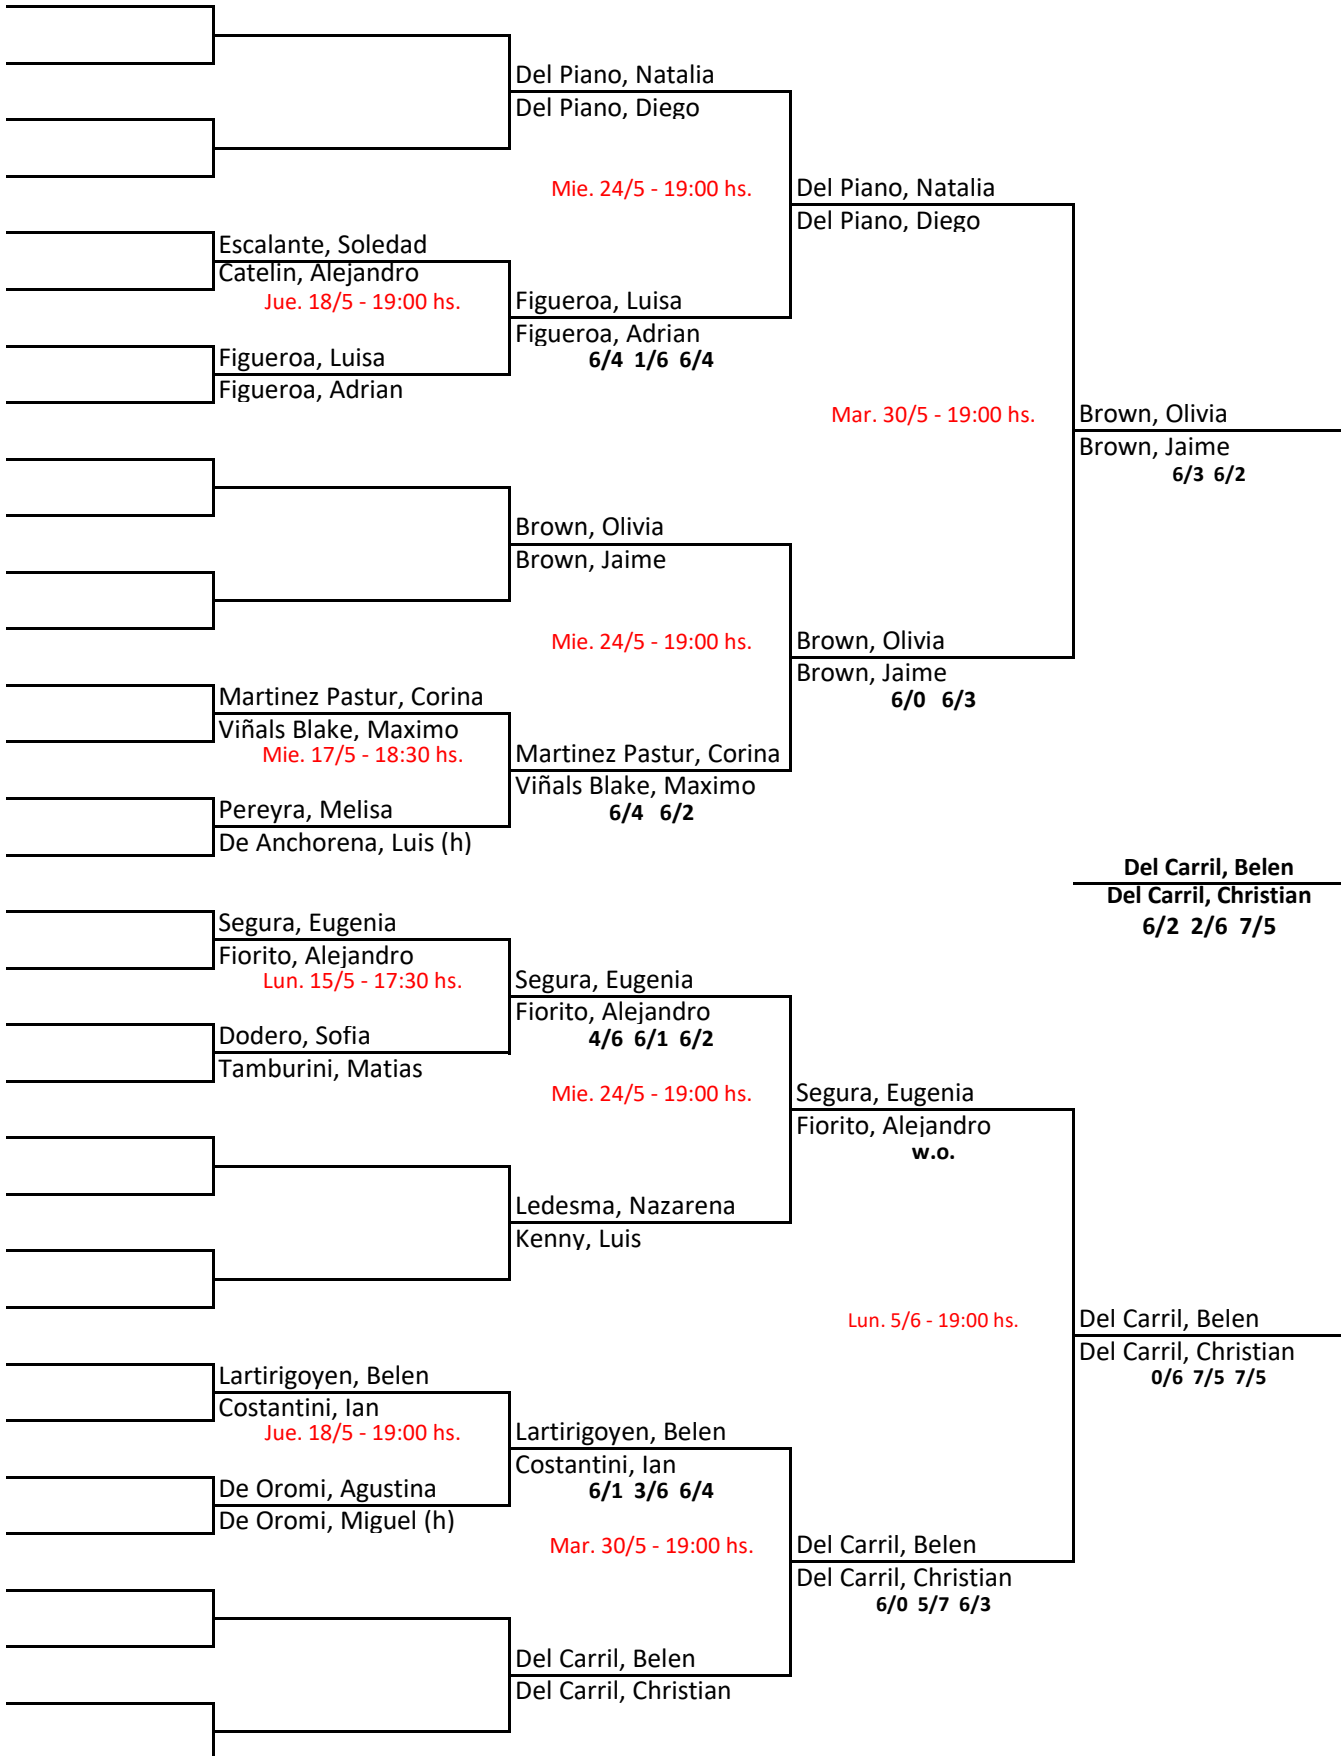 Del Piano, Natalia
Del Piano, Diego
Mie. 24/5 - 19:00 hs.
Del Piano, Natalia
Del Piano, Diego
Escalante, Soledad
Catelin, Alejandro
Jue. 18/5 - 19:00 hs.
Figueroa, Luisa
Figueroa, Adrian
6/4 1/6 6/4
Figueroa, Luisa
Figueroa, Adrian
Mar. 30/5 - 19:00 hs.
Brown, Olivia
Brown, Jaime
6/3 6/2
Brown, Olivia
Brown, Jaime
Mie. 24/5 - 19:00 hs.
Brown, Olivia
Brown, Jaime
6/0 6/3
Martinez Pastur, Corina
Viñals Blake, Maximo
Mie. 17/5 - 18:30 hs.
Martinez Pastur, Corina
Viñals Blake, Maximo
6/4 6/2
Pereyra, Melisa
De Anchorena, Luis (h)
Del Carril, Belen
Del Carril, Christian
6/2 2/6 7/5
Segura, Eugenia
Fiorito, Alejandro
Lun. 15/5 - 17:30 hs.
Segura, Eugenia
Fiorito, Alejandro
4/6 6/1 6/2
Dodero, Sofia
Tamburini, Matias
Mie. 24/5 - 19:00 hs.
Segura, Eugenia
Fiorito, Alejandro
w.o.
Ledesma, Nazarena
Kenny, Luis
Lun. 5/6 - 19:00 hs.
Del Carril, Belen
Del Carril, Christian
0/6 7/5 7/5
Lartirigoyen, Belen
Costantini, Ian
Jue. 18/5 - 19:00 hs.
Lartirigoyen, Belen
Costantini, Ian
6/1 3/6 6/4
De Oromi, Agustina
De Oromi, Miguel (h)
Mar. 30/5 - 19:00 hs.
Del Carril, Belen
Del Carril, Christian
6/0 5/7 6/3
Del Carril, Belen
Del Carril, Christian